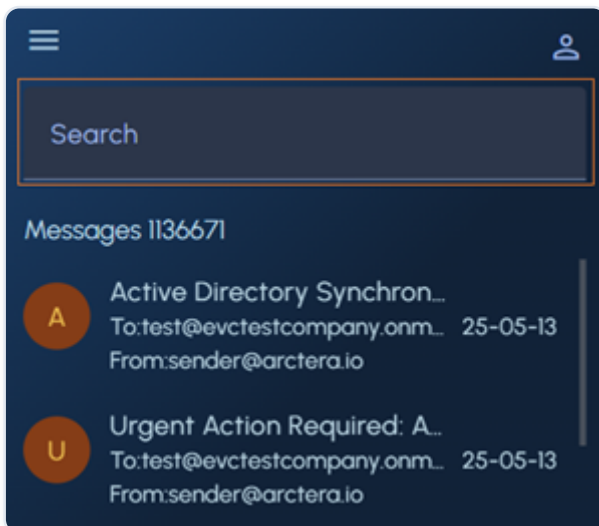 Search
Messages 1136671
A
Active Directory Synchron...
To:test@evctestcompany.onm... 25-05-13
From:sender@arctera.io
U
Urgent Action Required: A...
To:test@evctestcompany.onm... 25-05-13
From:sender@arctera.io